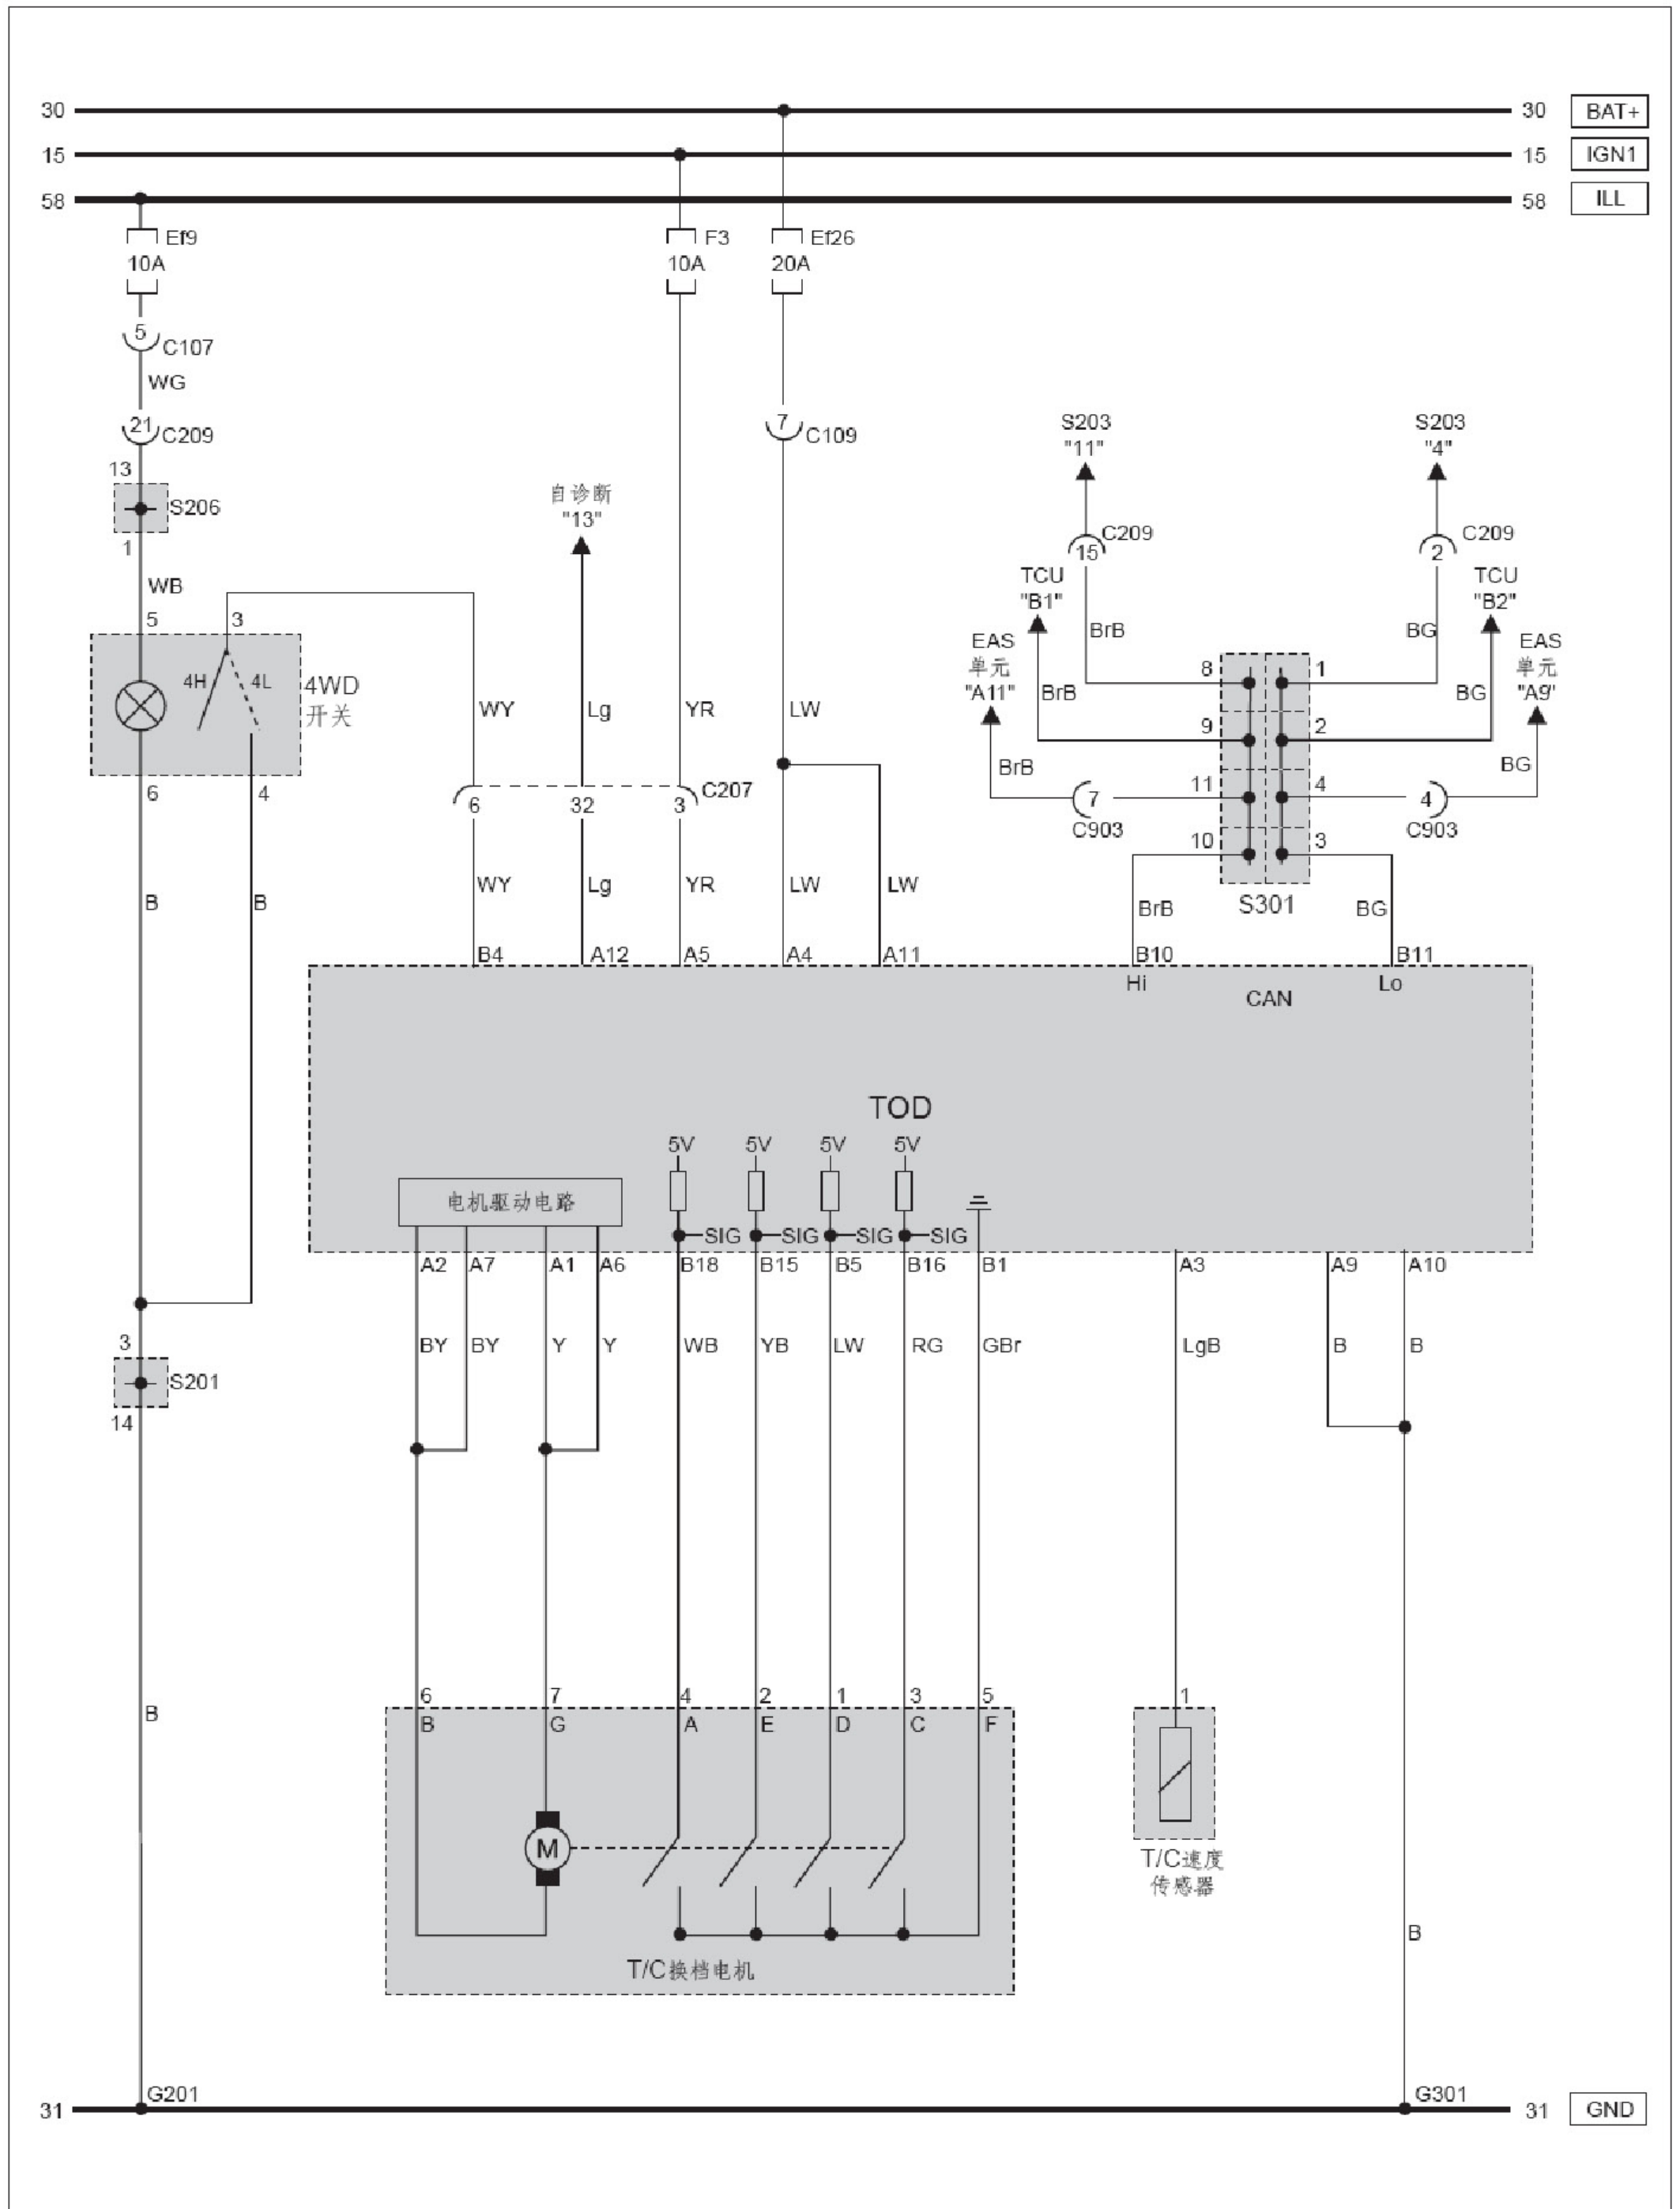 30 30 BAT+
15 15 IGN1
58 58 ILL
Ef9 F3 Ef26
10A 10A 20A
5 C107
WG
21 C209
7 C109
S203 S203
"11" "4"
13
S206
1
自诊断
"13"
C209 C209
15 2
TCU TCU
"B1" "B2"
WB
5 3
BrB BG
EAS EAS
单元 单元
"A11" "A9"
8 1
4H 4L 4WD
开关
BrB BG
WY Lg YR LW
9 2
BrB BG
6 4
11 4
7 4
C903 C903
6 32 3 C207
10 3
WY Lg YR LW LW
B B
BrB S301 BG
B4 A12 A5 A4 A11 B10 B11
Hi CAN Lo
TOD
5V 5V 5V 5V
电机驱动电路
SIG SIG SIG SIG
A2 A7 A1 A6 B18 B15 B5 B16 B1 A3 A9 A10
3
BY BY Y Y WB YB LW RG GBr LgB B B
S201
14
6 7 4 2 1 3 5 1
B
B G A E D C F
M
T/C速度
传感器
B
T/C换档电机
G201 G301
31 31 GND